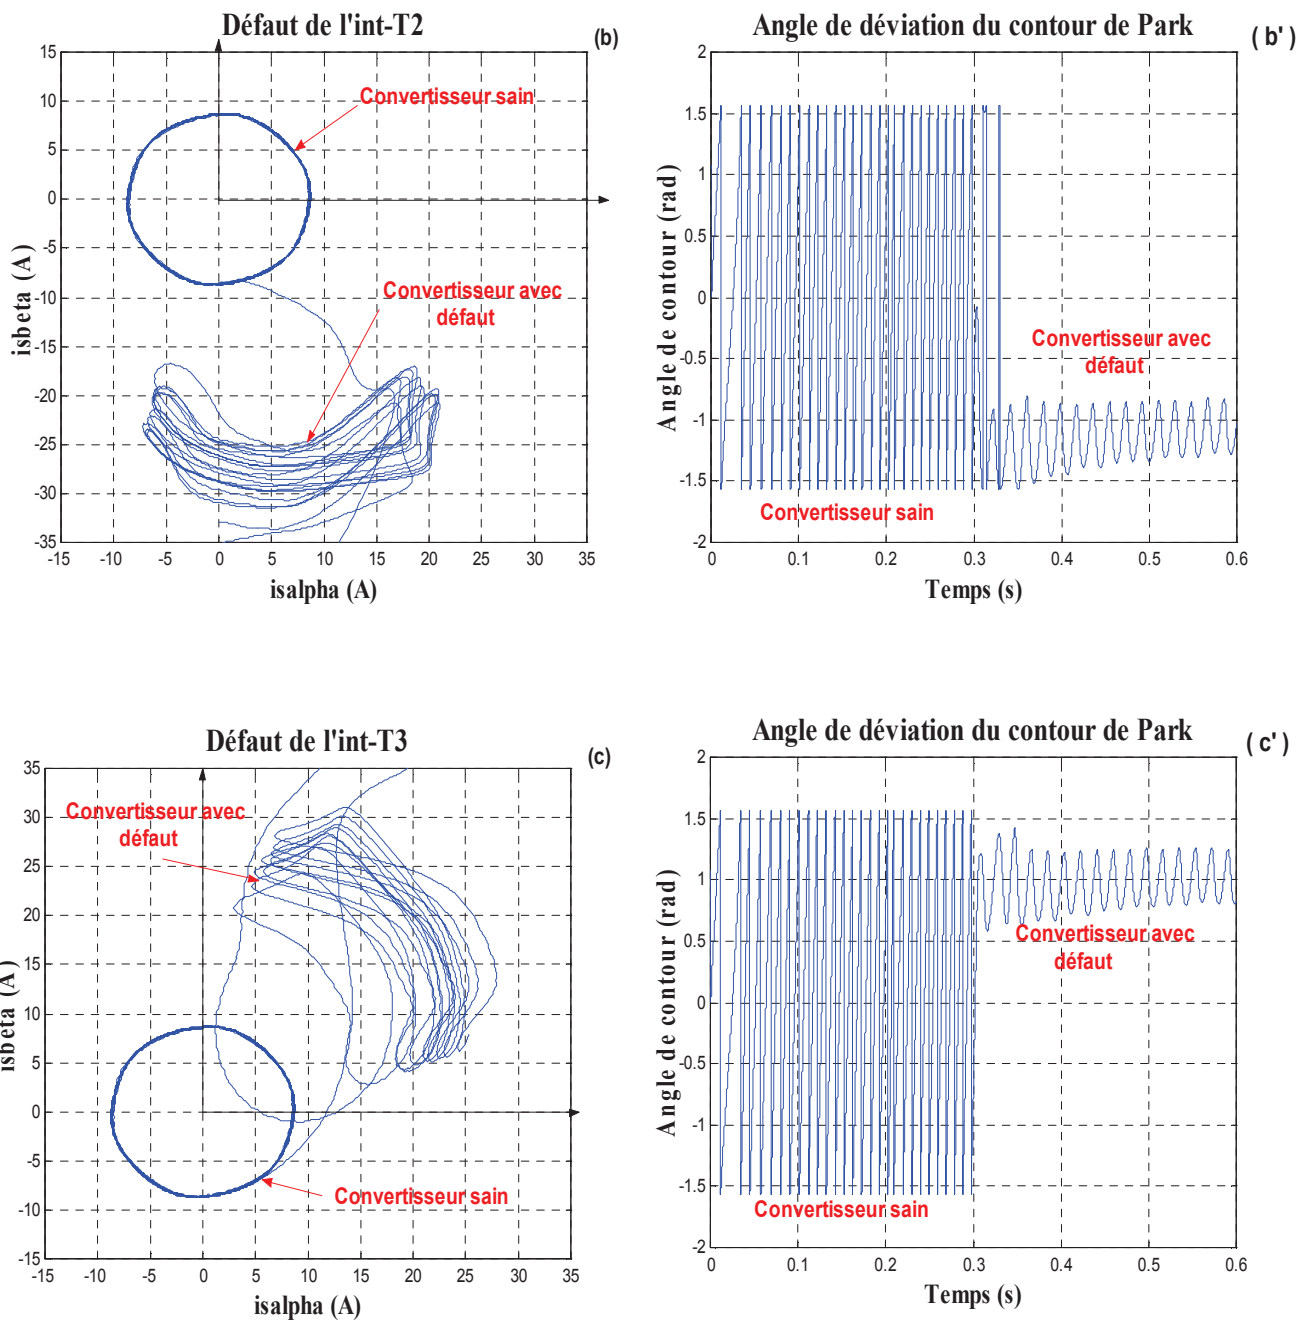 Défaut de l'int-T2
(b)
Angle de déviation du contour de Park
( b' )
15
10
5
0
-5
-10
-15
-20
-25
-30
-35
isbeta (A)
Convertisseur sain
Convertisseur avec
défaut
-15 -10 -5 0 5 10 15 20 25 30 35
isalpha (A)
2
1.5
1
0.5
0
-0.5
-1
-1.5
-2
Angle de contour (rad)
Convertisseur avec
défaut
Convertisseur sain
0 0.1 0.2 0.3 0.4 0.5 0.6
Temps (s)
Défaut de l'int-T3
(c)
Angle de déviation du contour de Park
( c' )
35
30
25
20
15
10
5
0
-5
-10
-15
isbeta (A)
Convertisseur avec
défaut
Convertisseur sain
-15 -10 -5 0 5 10 15 20 25 30 35
isalpha (A)
2
1.5
1
0.5
0
-0.5
-1
-1.5
-2
Angle de contour (rad)
Convertisseur avec
défaut
Convertisseur sain
0 0.1 0.2 0.3 0.4 0.5 0.6
Temps (s)